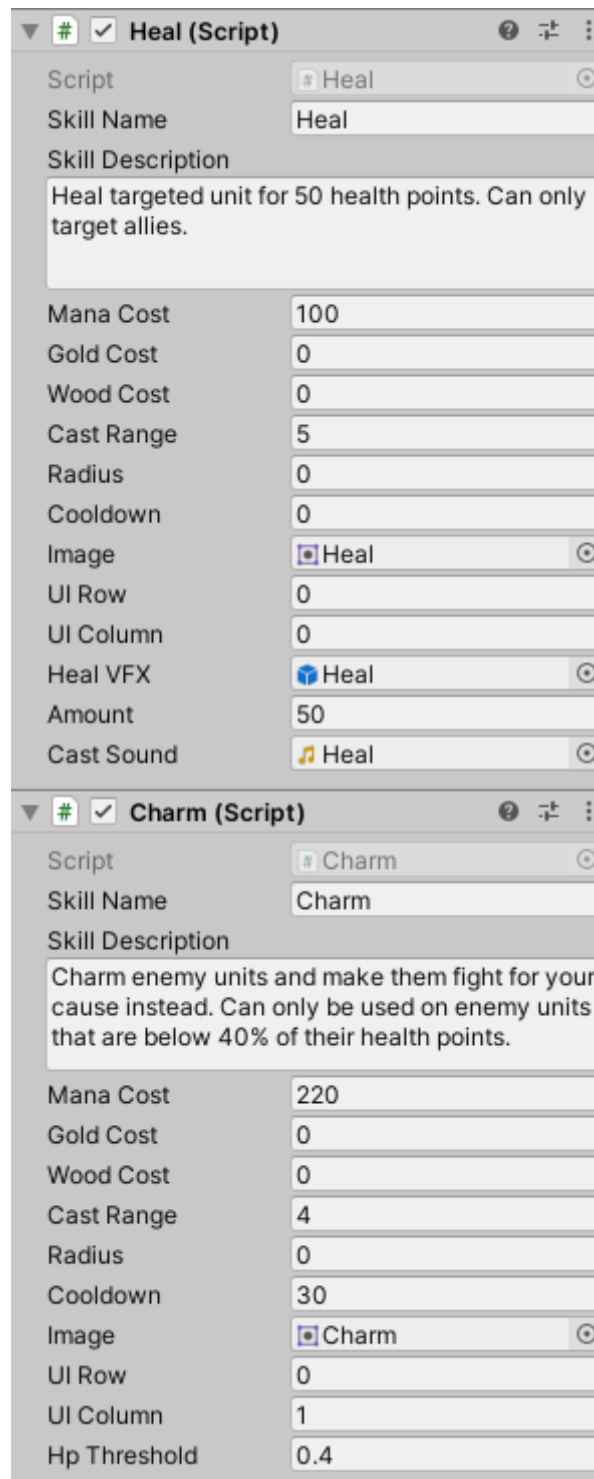 Heal (Script)
Script Heal
Skill Name Heal
Skill Description
Heal targeted unit for 50 health points. Can only
target allies.
Mana Cost 100
Gold Cost 0
Wood Cost 0
Cast Range 5
Radius 0
Cooldown 0
Image Heal
UI Row 0
UI Column 0
Heal VFX Heal
Amount 50
Cast Sound Heal
Charm (Script)
Script Charm
Skill Name Charm
Skill Description
Charm enemy units and make them fight for your
cause instead. Can only be used on enemy units
that are below 40% of their health points.
Mana Cost 220
Gold Cost 0
Wood Cost 0
Cast Range 4
Radius 0
Cooldown 30
Image Charm
UI Row 0
UI Column 1
Hp Threshold 0.4